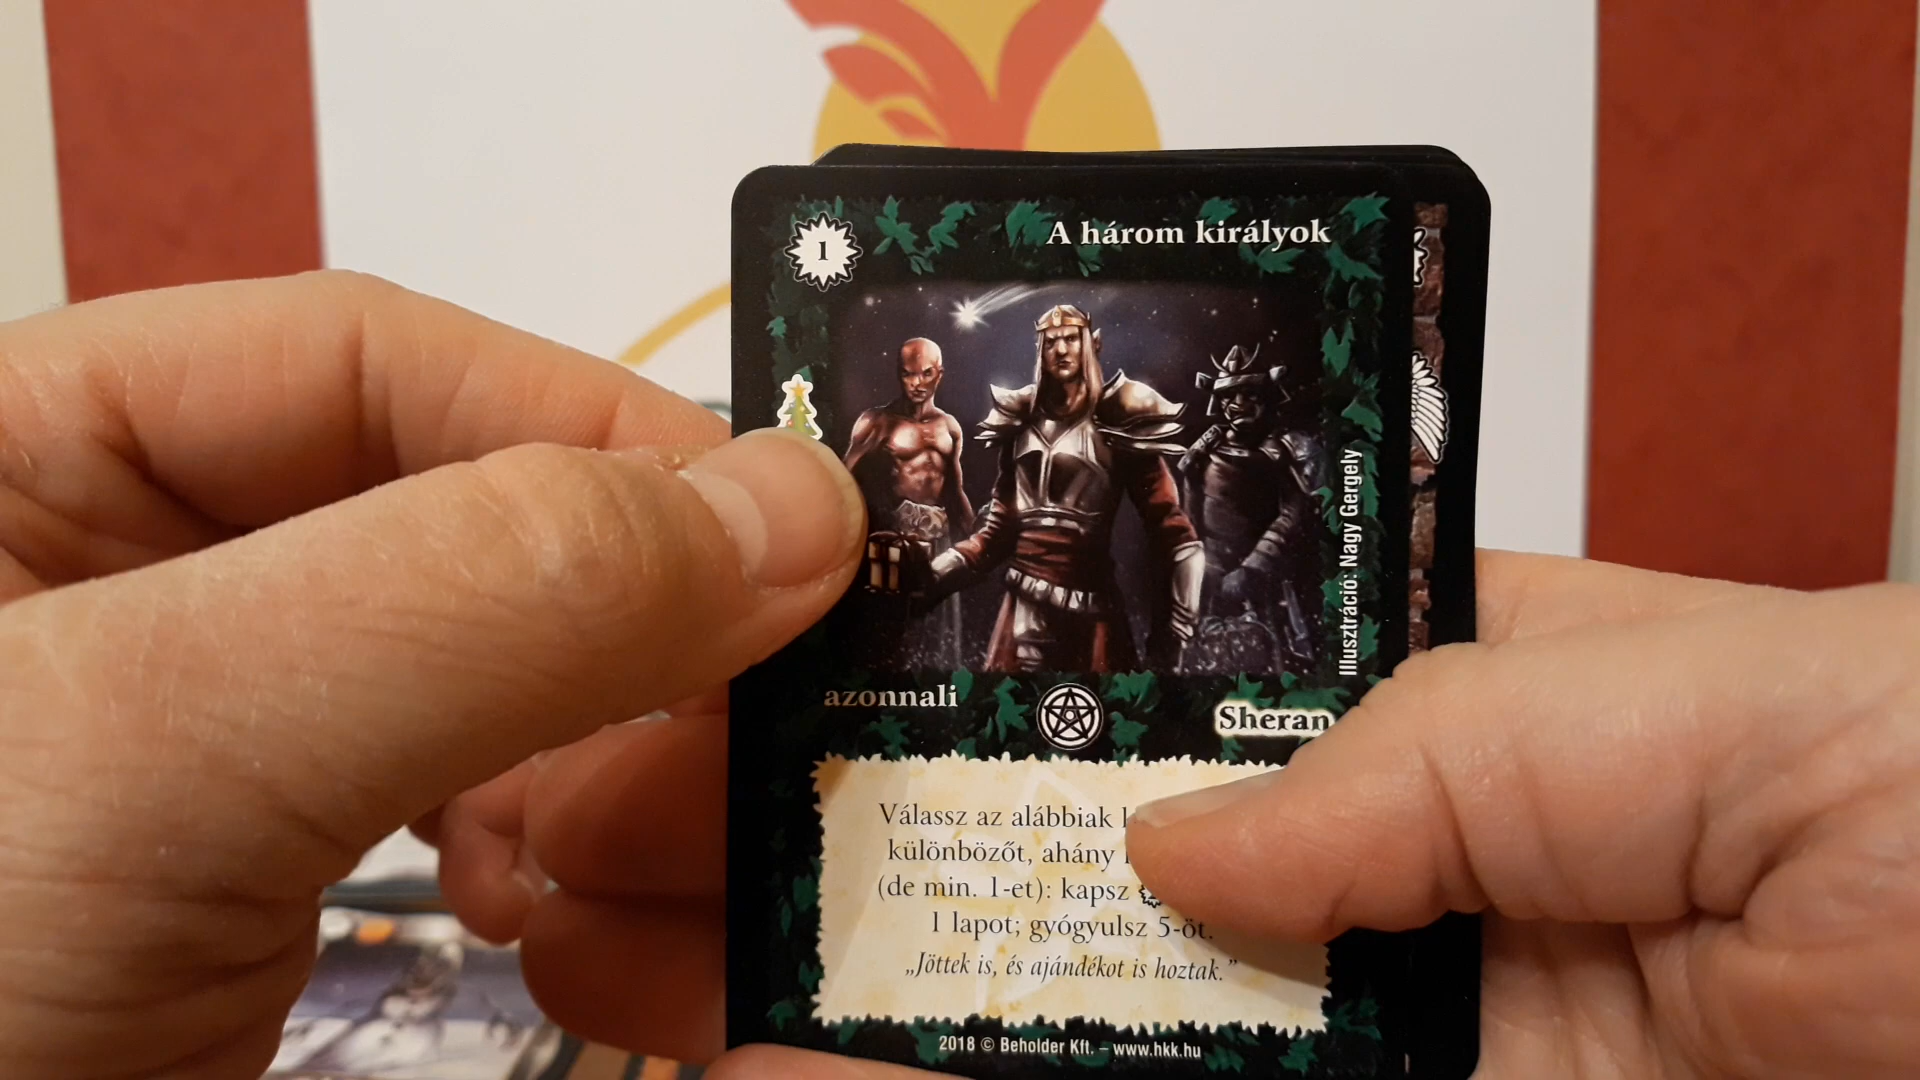 1
A három királyok
Illusztráció: Nagy Gergely
azonnali
Sheran
Válassz az alábbiak
különbözőt, ahány
(de min. 1-et): kapsz
1 lapot; gyógyulsz 5-öt.
„Jöttek is, és ajándékot is hoztak.”
2018 © Beholder Kft. – www.hkk.hu